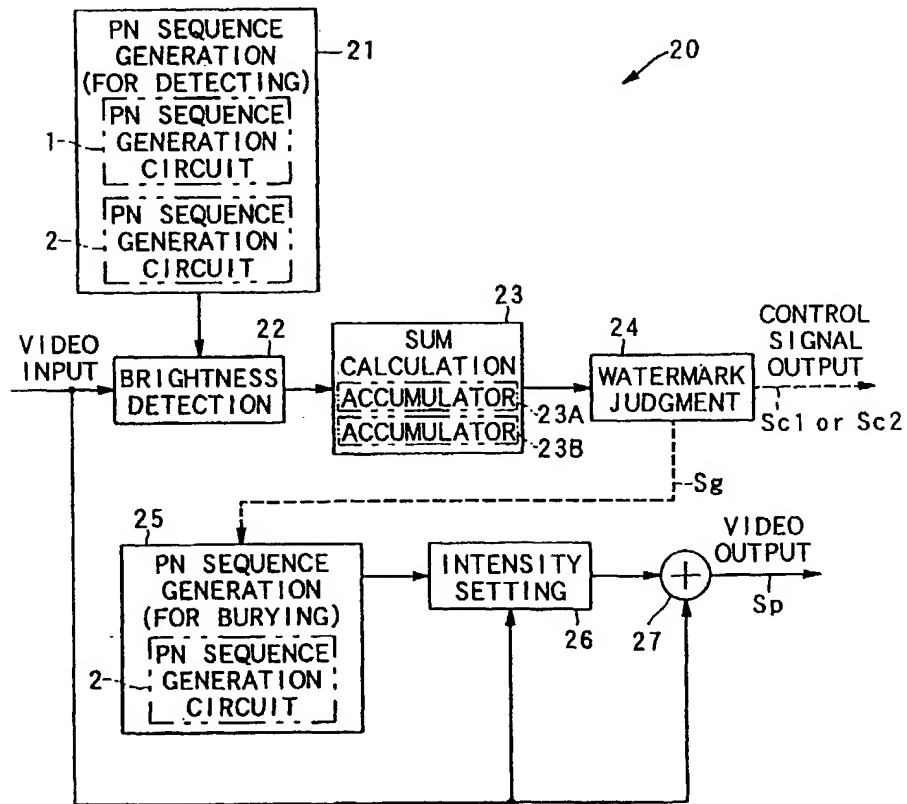 PN SEQUENCE
GENERATION
(FOR DETECTING)
21
20
PN SEQUENCE
GENERATION
CIRCUIT
1
PN SEQUENCE
GENERATION
CIRCUIT
2
VIDEO
INPUT
22
BRIGHTNESS
DETECTION
23
SUM
CALCULATION
ACCUMULATOR
23A
ACCUMULATOR
23B
24
WATERMARK
JUDGMENT
CONTROL
SIGNAL
OUTPUT
Sc1 or Sc2
Sg
25
PN SEQUENCE
GENERATION
(FOR BURYING)
PN SEQUENCE
GENERATION
CIRCUIT
2
INTENSITY
SETTING
26
+
27
VIDEO
OUTPUT
Sp